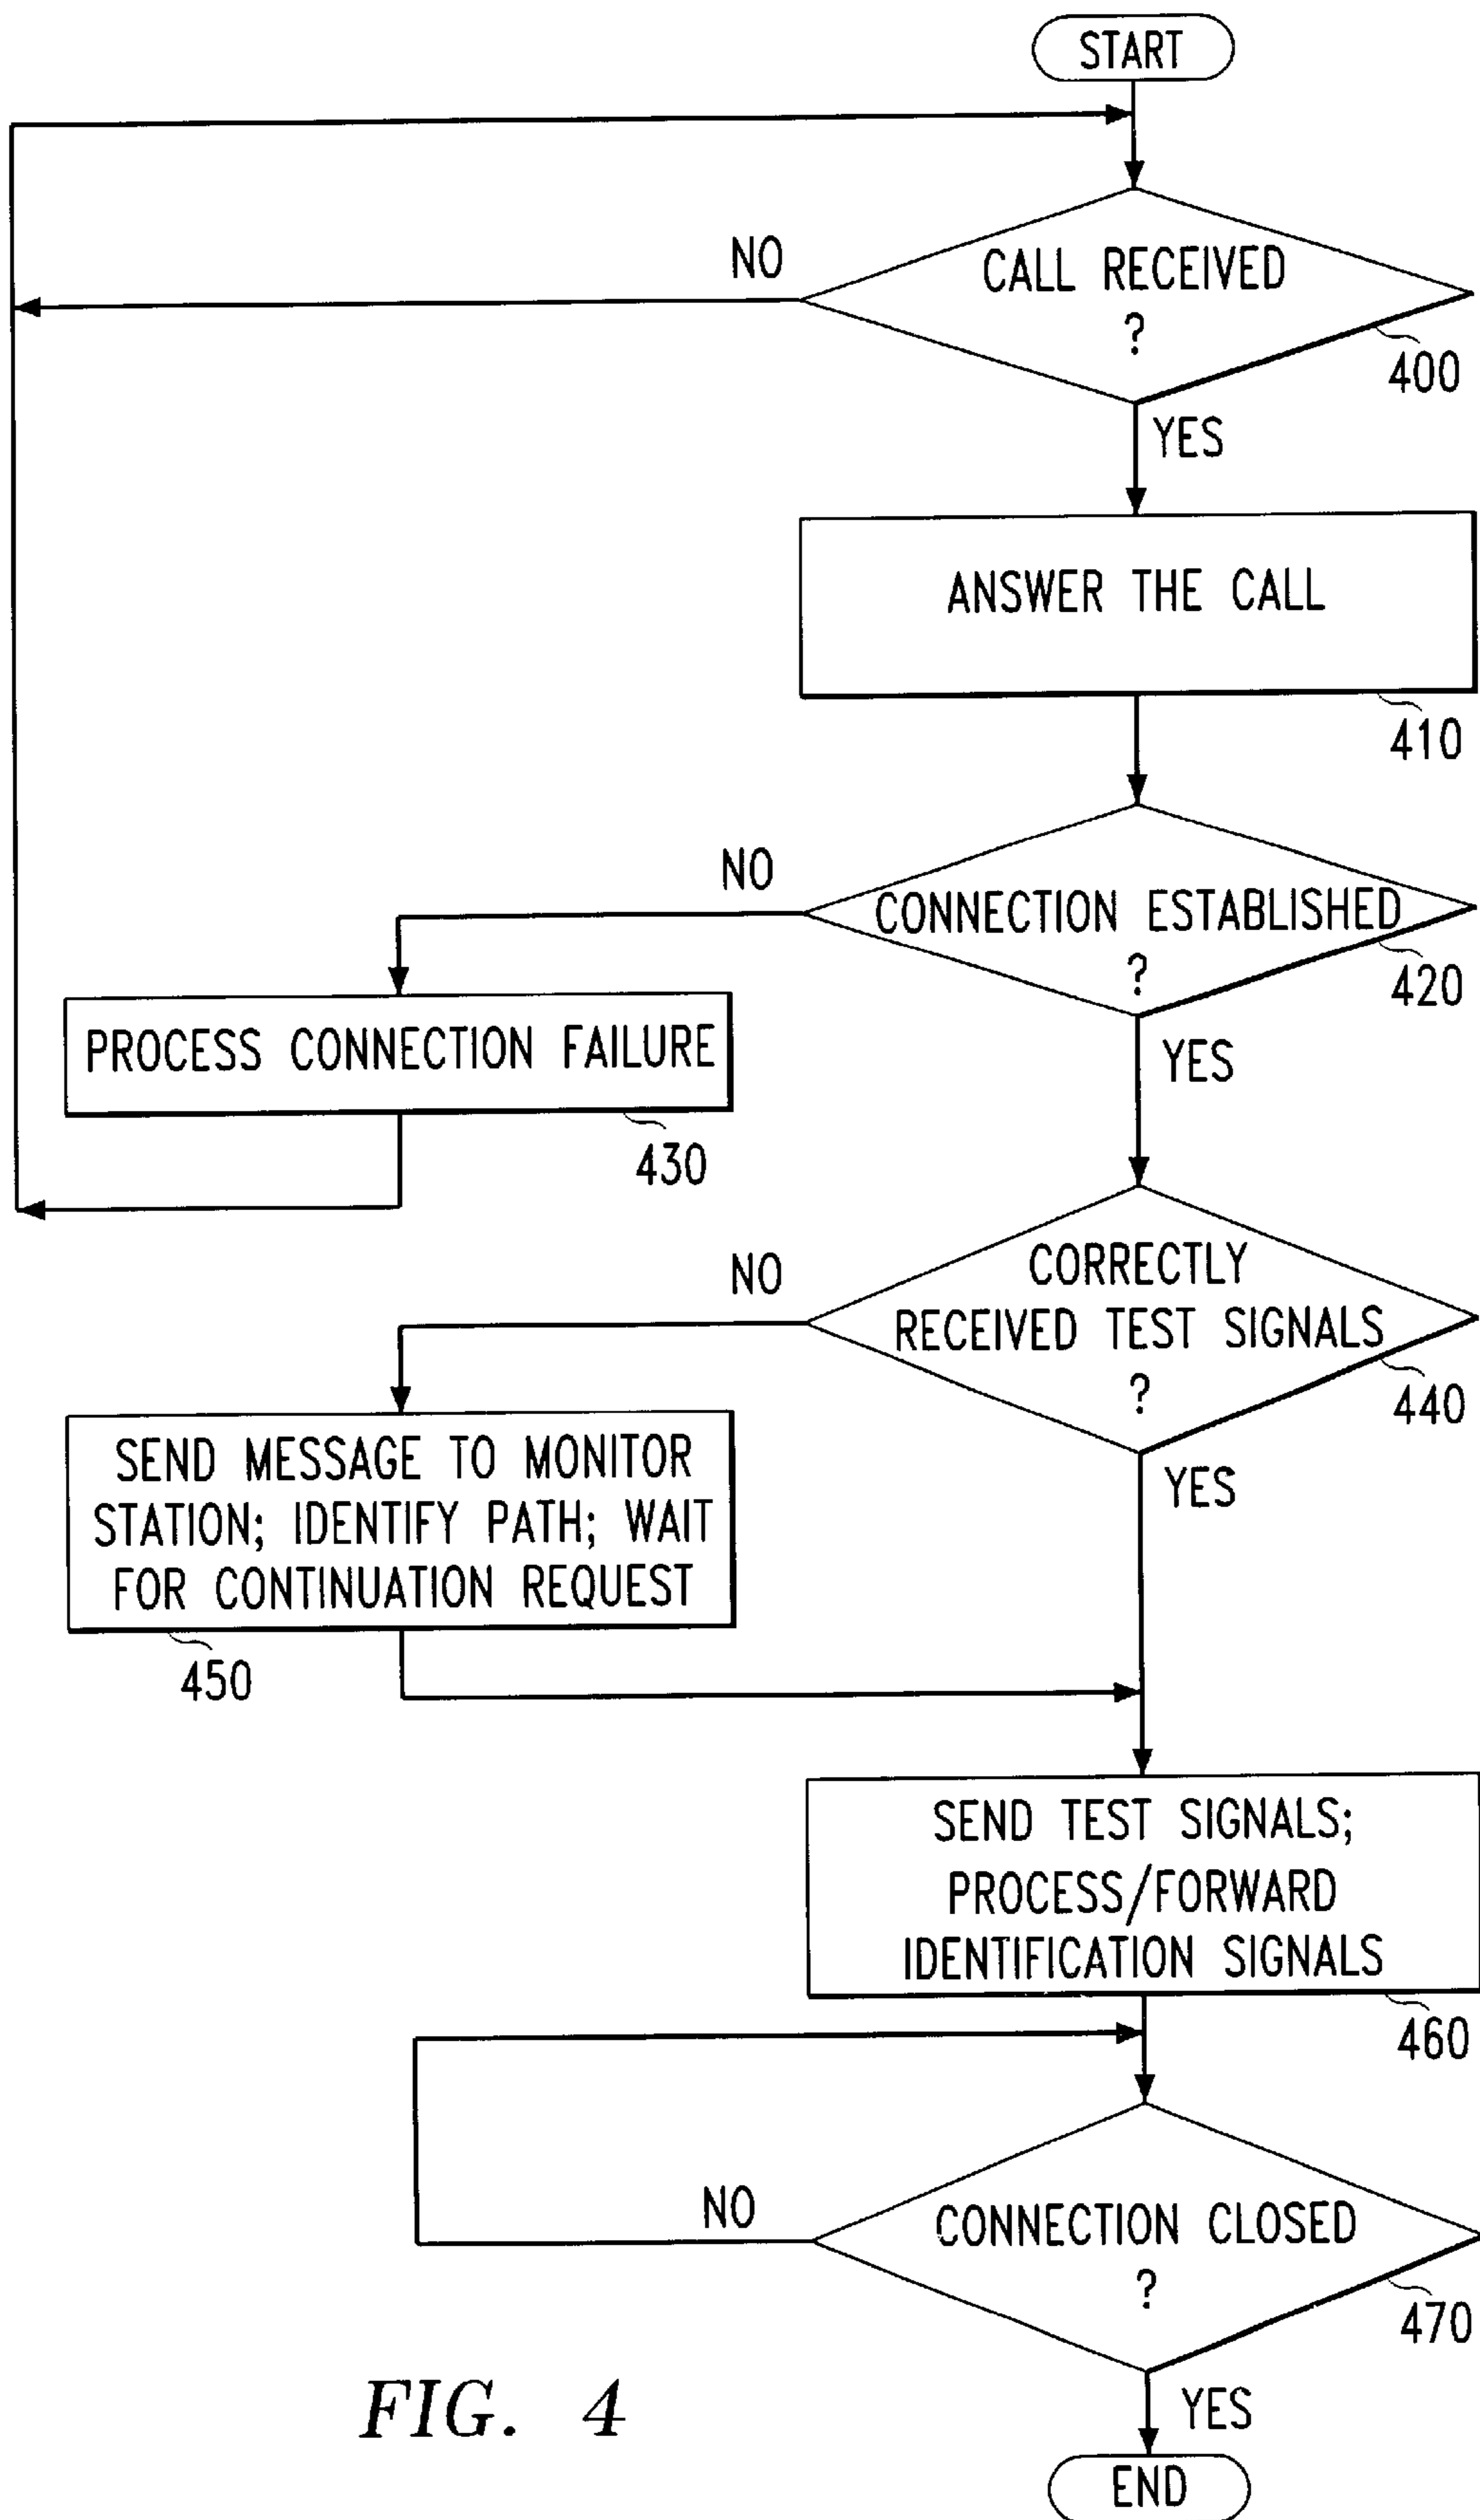 START
NO
CALL RECEIVED
?
400
YES
ANSWER THE CALL
410
NO
CONNECTION ESTABLISHED
?
420
PROCESS CONNECTION FAILURE
430
YES
NO
CORRECTLY
RECEIVED TEST SIGNALS
?
440
SEND MESSAGE TO MONITOR
STATION; IDENTIFY PATH; WAIT
FOR CONTINUATION REQUEST
450
YES
SEND TEST SIGNALS;
PROCESS/FORWARD
IDENTIFICATION SIGNALS
460
NO
CONNECTION CLOSED
?
470
YES
END
FIG. 4